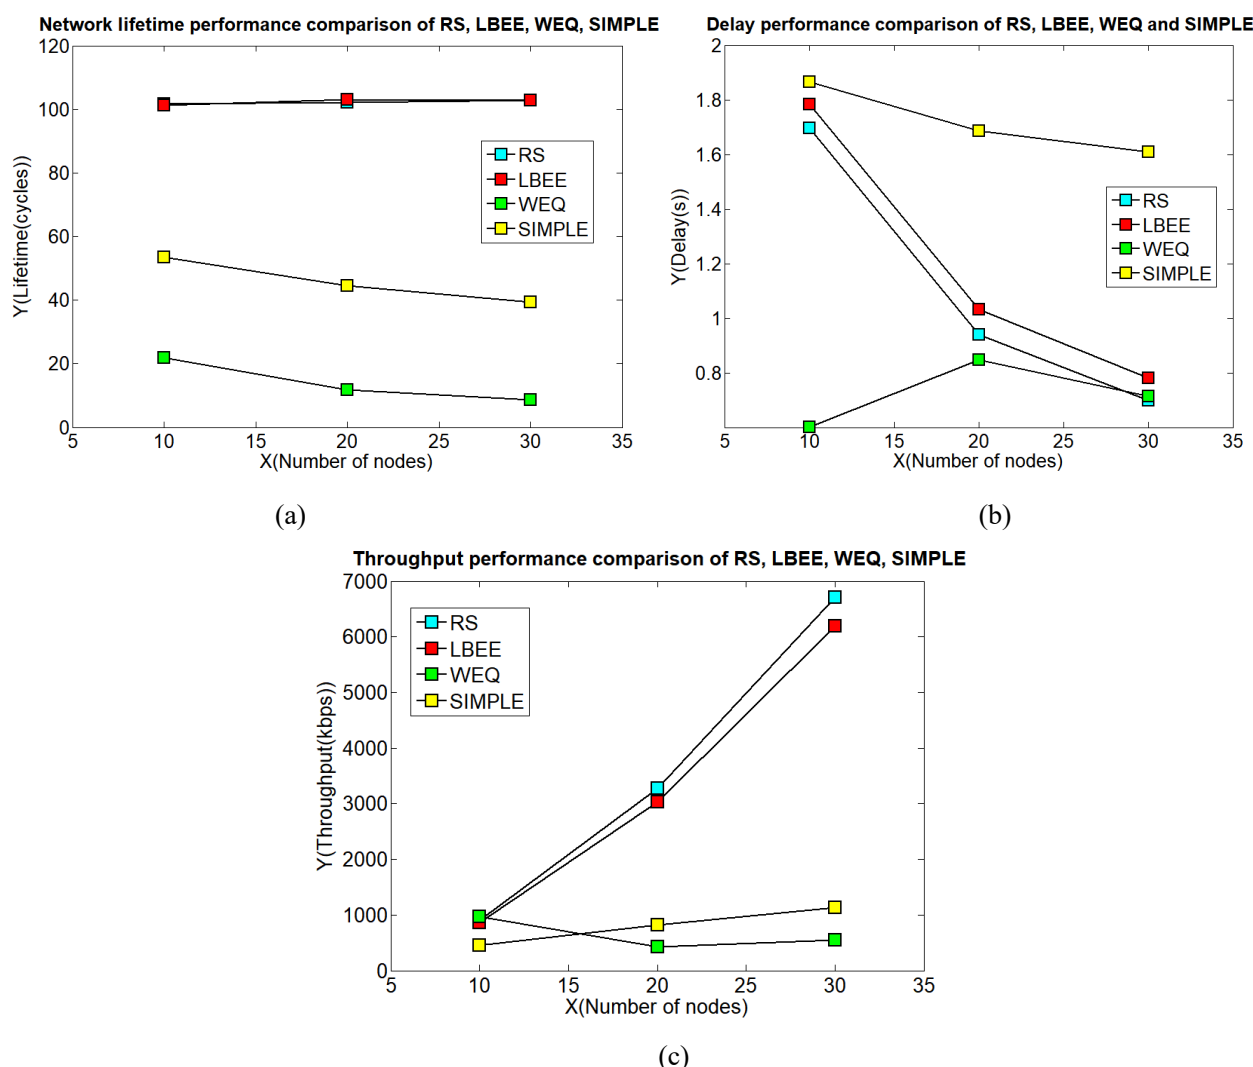 Network lifetime performance comparison of RS, LBEE, WEQ, SIMPLE
120
100
80
60
40
20
0
5 10 15 20 25 30 35
Y(Lifetime(cycles))
X(Number of nodes)
RS
LBEE
WEQ
SIMPLE
(a)
Delay performance comparison of RS, LBEE, WEQ and SIMPLE
2
1.8
1.6
1.4
1.2
1
0.8
5 10 15 20 25 30 35
Y(Delay(s))
X(Number of nodes)
RS
LBEE
WEQ
SIMPLE
(b)
Throughput performance comparison of RS, LBEE, WEQ, SIMPLE
7000
6000
5000
4000
3000
2000
1000
0
5 10 15 20 25 30 35
Y(Throughput(kbps))
X(Number of nodes)
RS
LBEE
WEQ
SIMPLE
(c)